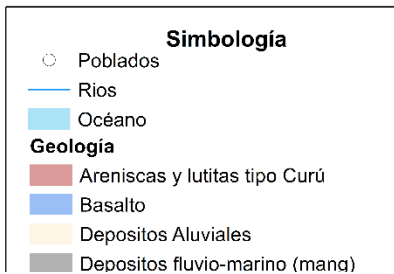 Simbología
Poblados
Rios
Océano
Geología
Areniscas y lutitas tipo Curú
Basalto
Depositos Aluviales
Depositos fluvio-marino (mang)